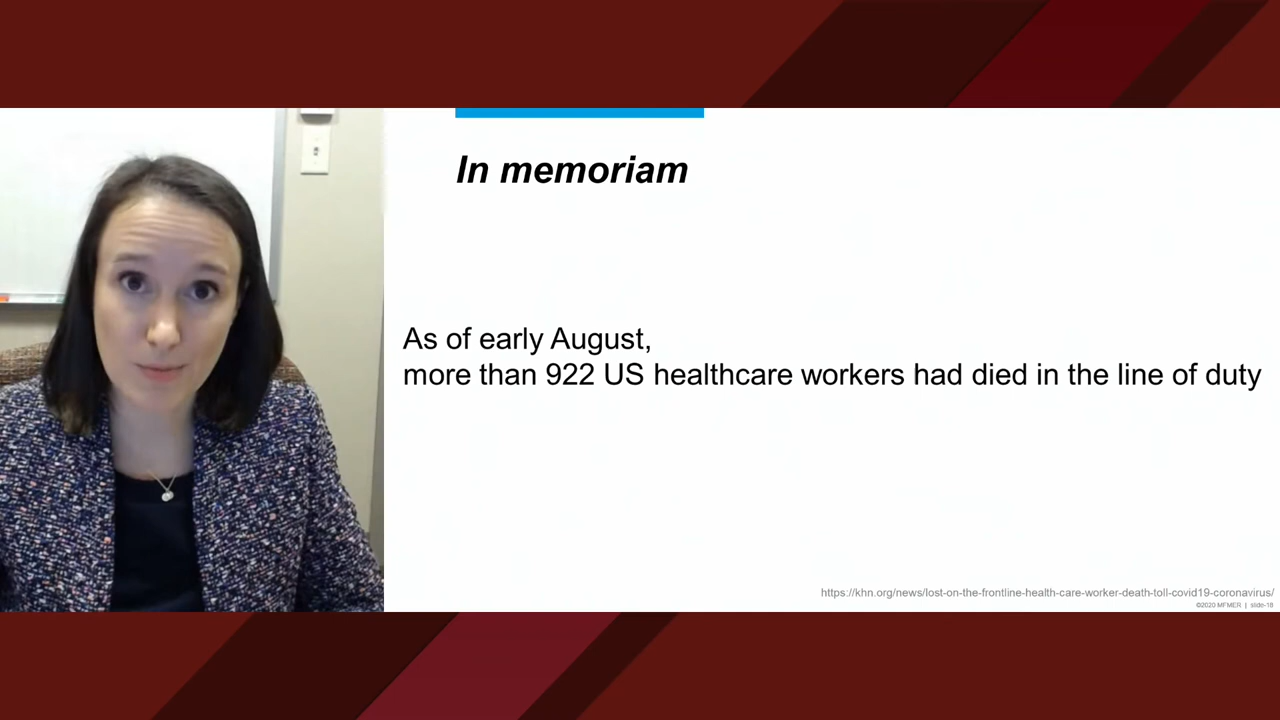 In memoriam
As of early August,
more than 922 US healthcare workers had died in the line of duty
https://khn.org/news/lost-on-the-frontline-health-care-worker-death-toll-covid19-coronavirus/
©2020 MFMER | slide-18